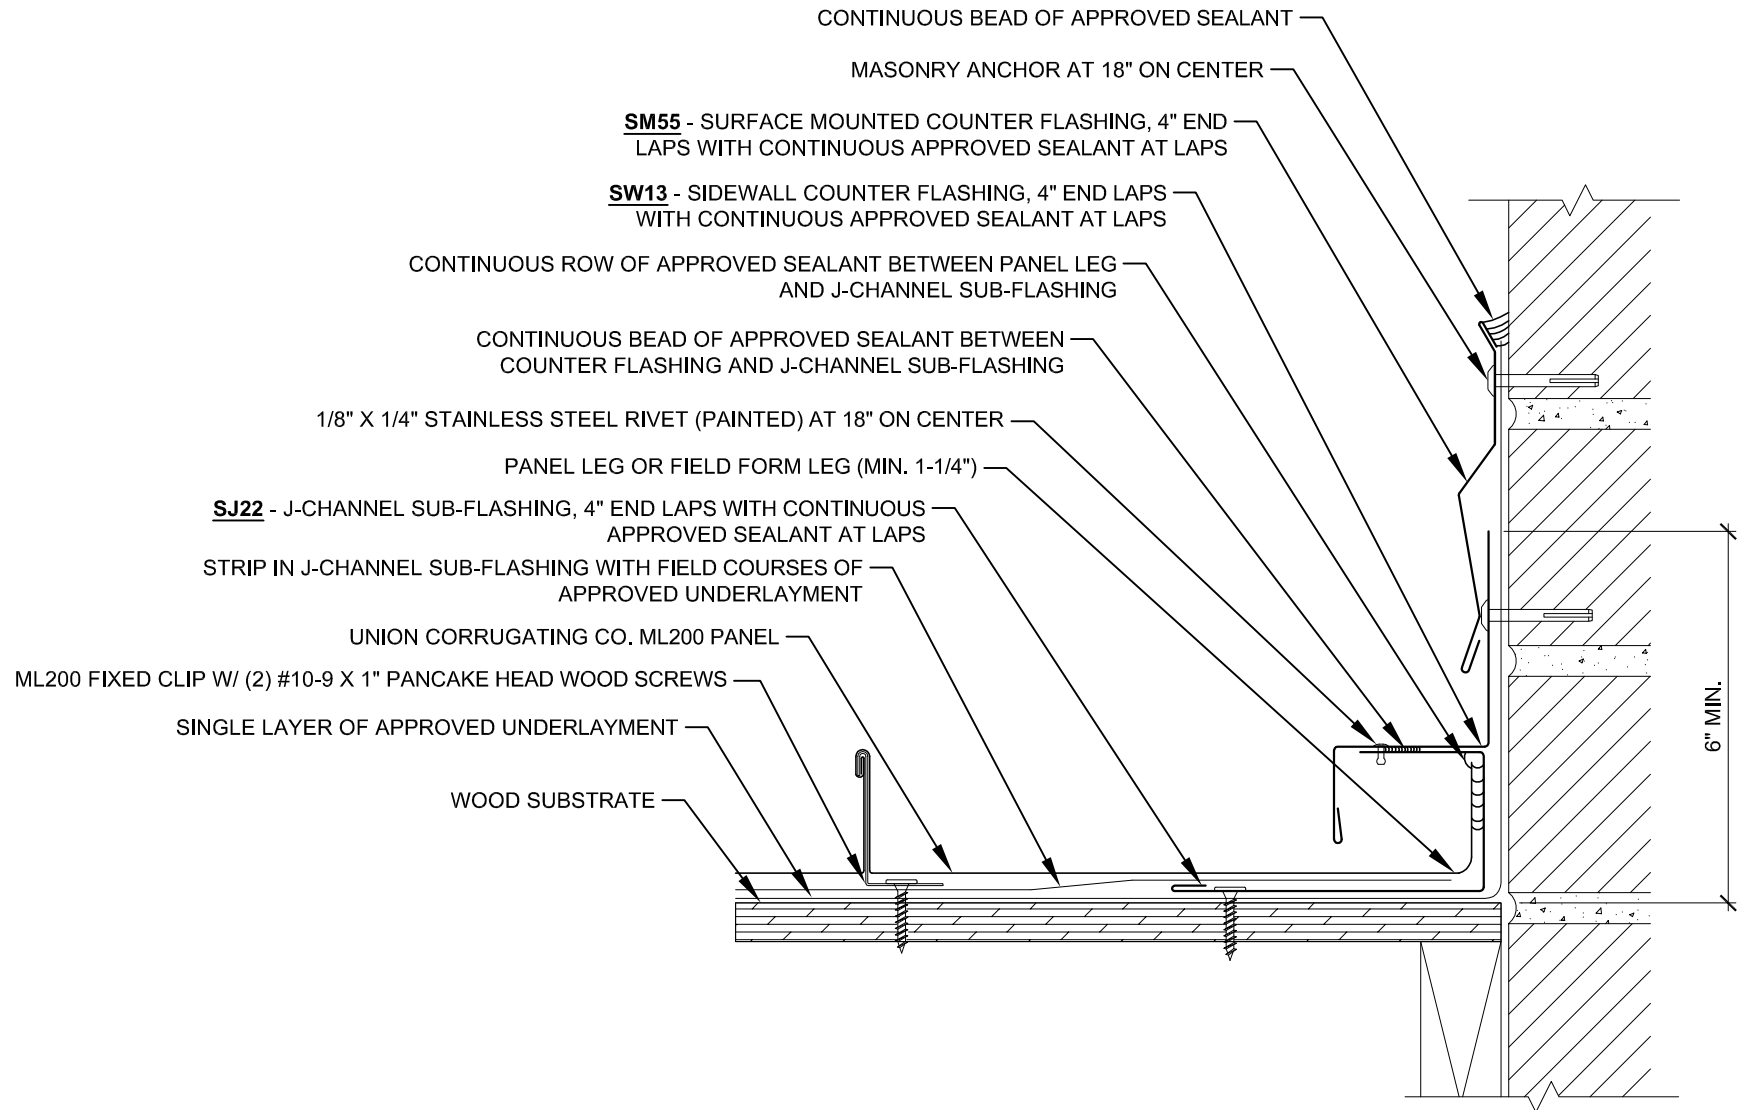 CONTINUOUS BEAD OF APPROVED SEALANT
MASONRY ANCHOR AT 18" ON CENTER
SM55 - SURFACE MOUNTED COUNTER FLASHING, 4" END
LAPS WITH CONTINUOUS APPROVED SEALANT AT LAPS
SW13 - SIDEWALL COUNTER FLASHING, 4" END LAPS
WITH CONTINUOUS APPROVED SEALANT AT LAPS
CONTINUOUS ROW OF APPROVED SEALANT BETWEEN PANEL LEG
AND J-CHANNEL SUB-FLASHING
CONTINUOUS BEAD OF APPROVED SEALANT BETWEEN
COUNTER FLASHING AND J-CHANNEL SUB-FLASHING
1/8" X 1/4" STAINLESS STEEL RIVET (PAINTED) AT 18" ON CENTER
PANEL LEG OR FIELD FORM LEG (MIN. 1-1/4")
SJ22 - J-CHANNEL SUB-FLASHING, 4" END LAPS WITH CONTINUOUS
APPROVED SEALANT AT LAPS
STRIP IN J-CHANNEL SUB-FLASHING WITH FIELD COURSES OF
APPROVED UNDERLAYMENT
UNION CORRUGATING CO. ML200 PANEL
ML200 FIXED CLIP W/ (2) #10-9 X 1" PANCAKE HEAD WOOD SCREWS
SINGLE LAYER OF APPROVED UNDERLAYMENT
WOOD SUBSTRATE
6" MIN.